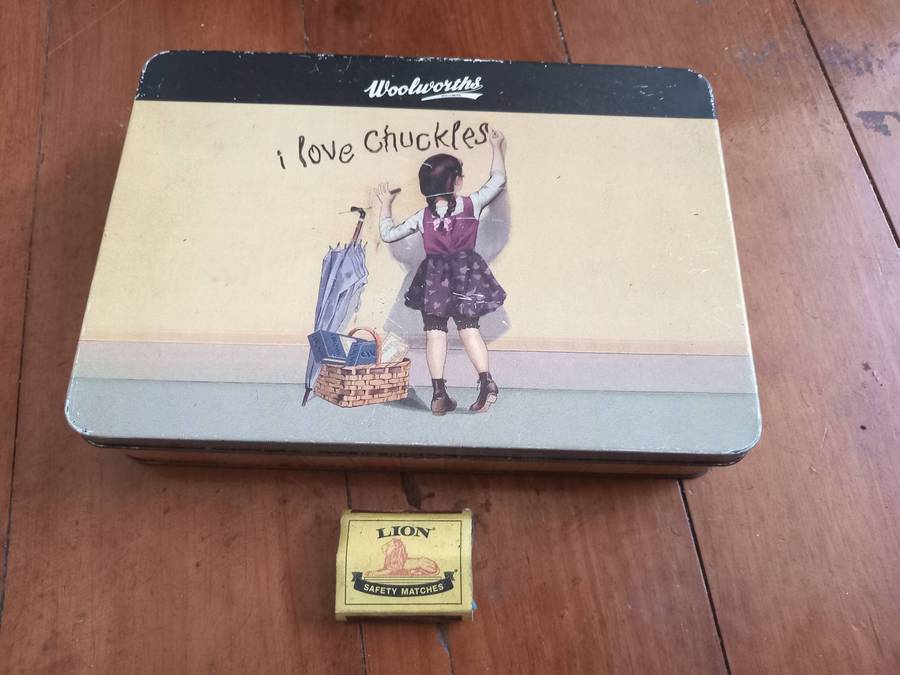 Woolworths
i love Chuckles
LION
SAFETY MATCHES